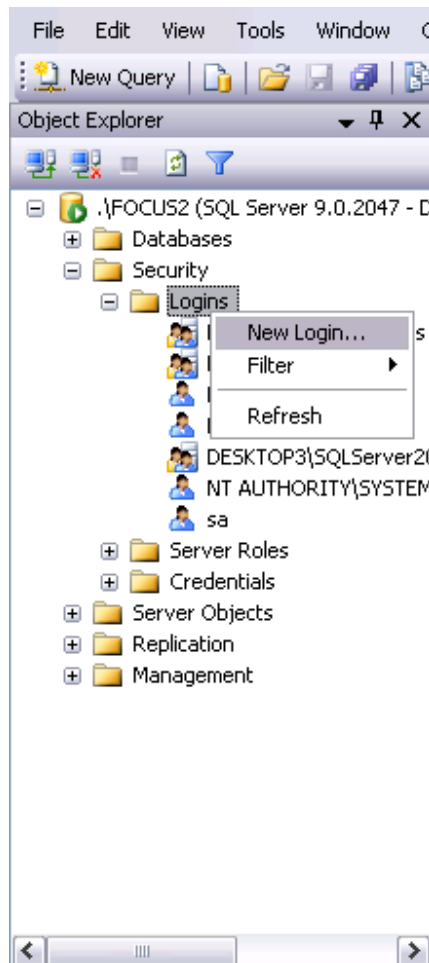 File Edit View Tools Window
New Query
Object Explorer
.\FOCUS2 (SQL Server 9.0.2047 - D
Databases
Security
Logins
New Login...
s
Filter
Refresh
DESKTOP3\SQLServer20
NT AUTHORITY\SYSTEM
sa
Server Roles
Credentials
Server Objects
Replication
Management